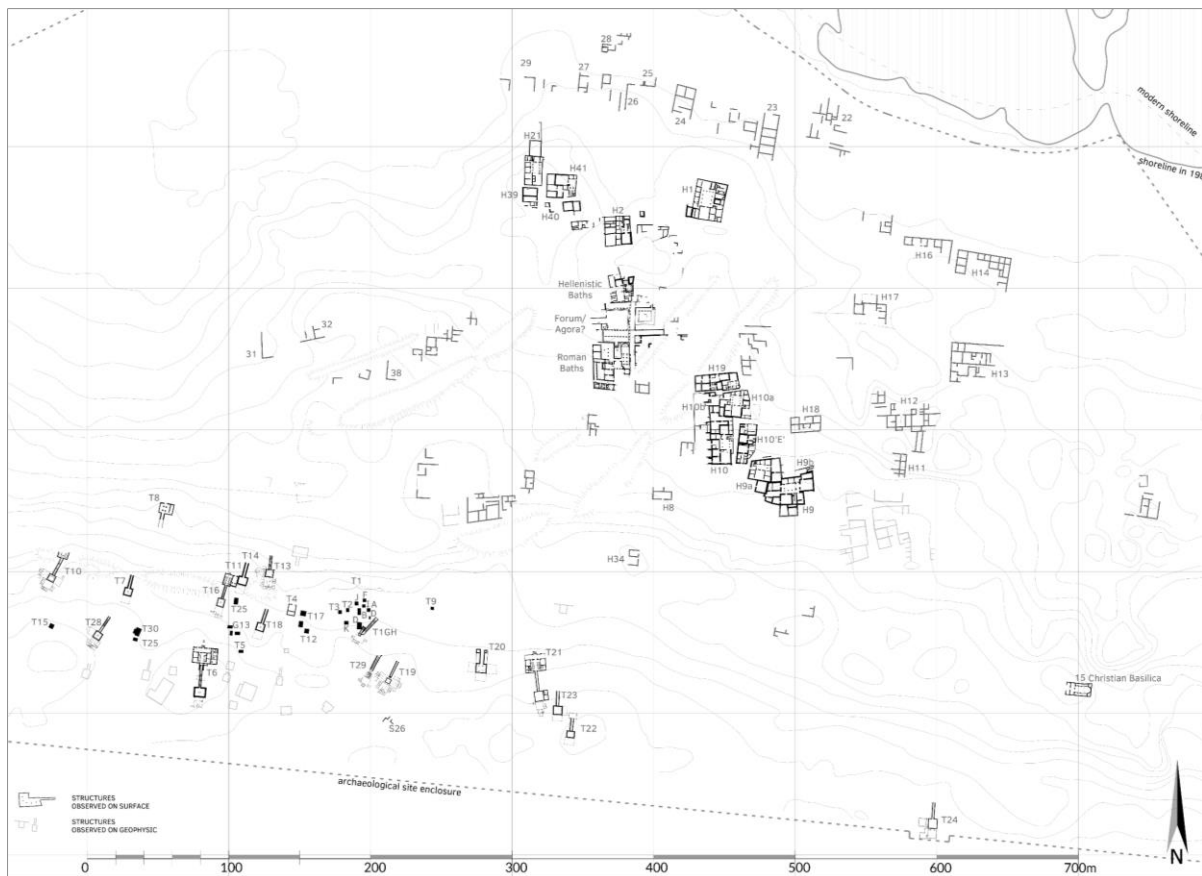 28
29
27
25
26
24
23
22
modern shoreline
shoreline in 198
H21
H41
H39
H40
H2
H1
H16
H14
Hellenistic
Baths
Forum/
Agora?
Roman
Baths
H17
H13
32
31
38
H19
H10a
H10b
H18
H12
H10'E'
H10
H11
H9b
H9a
H9
H8
H34
T8
T10
T7
T11
T14
T13
T16
T25
T4
T17
T1
F
T3
T2
A
B
D
T9
T15
T28
T30
T25
G13
T5
T18
T12
K
T1GH
T6
T29
T19
T20
T21
T23
T22
S26
15 Christian Basilica
archaeological site enclosure
T24
STRUCTURES
OBSERVED ON SURFACE
STRUCTURES
OBSERVED ON GEOPHYSIC
0 100 200 300 400 500 600 700m
N